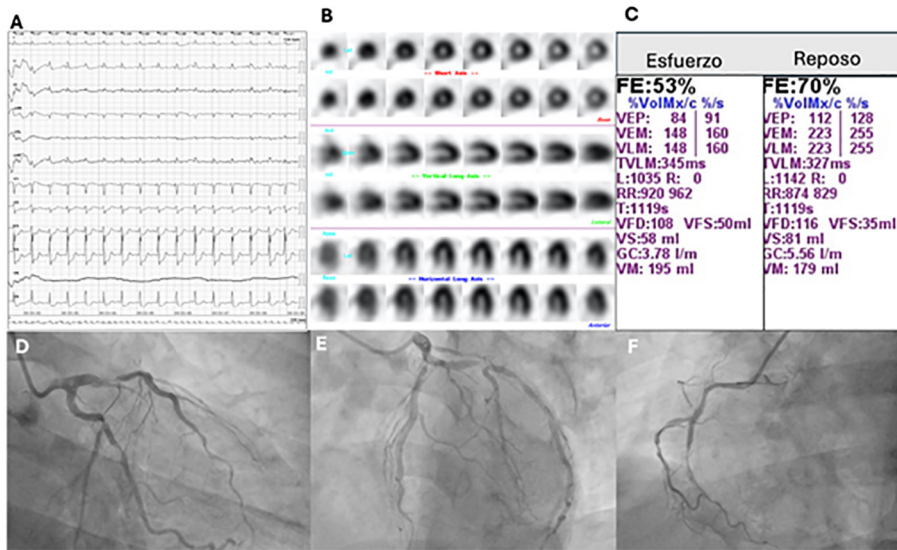 A
B
C
Short Axis
Vertical Long Axis
Horizontal Long Axis
Lateral
Anterior
Esfuerzo
FE:53%
%VolMx/c %/s
VEP: 84 91
VEM: 148 160
VLM: 148 160
TVLM:345ms
L:1035 R: 0
RR:920 962
T:1119s
VFD:108 VFS:50ml
VS:58 ml
GC:3.78 l/m
VM: 195 ml
Reposo
FE:70%
%VolMx/c %/s
VEP: 112 128
VEM: 223 255
VLM: 223 255
TVLM:327ms
L:1142 R: 0
RR:874 829
T:1119s
VFD:116 VFS:35ml
VS:81 ml
GC:5.56 l/m
VM: 179 ml
D
E
F